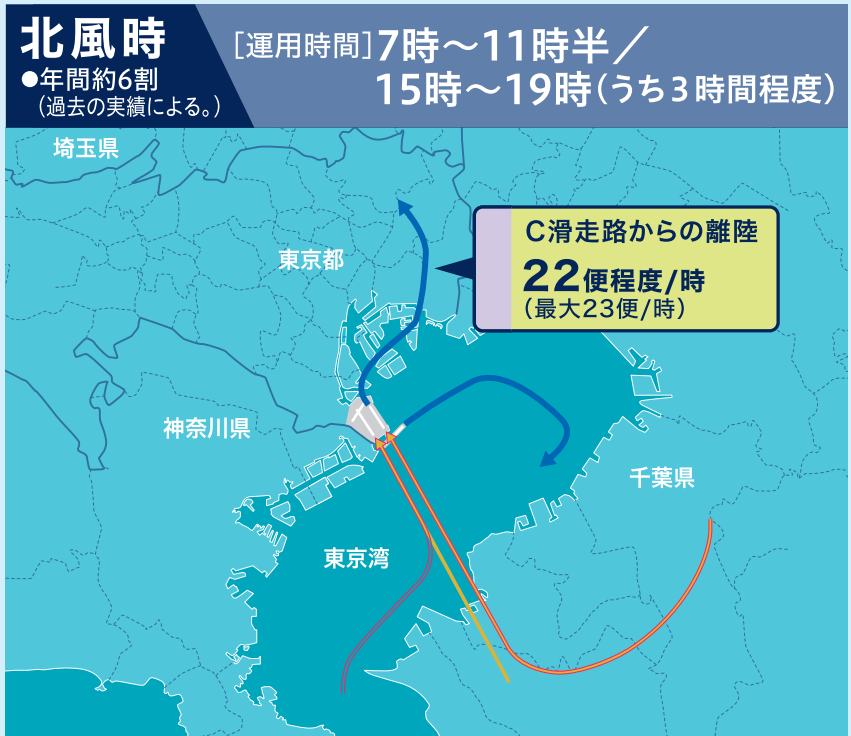 北風時
●年間約6割
（過去の実績による。）
［運用時間］7時〜11時半／
15時〜19時（うち３時間程度）
埼玉県
東京都
C滑走路からの離陸
22便程度/時
（最大23便/時）
神奈川県
千葉県
東京湾